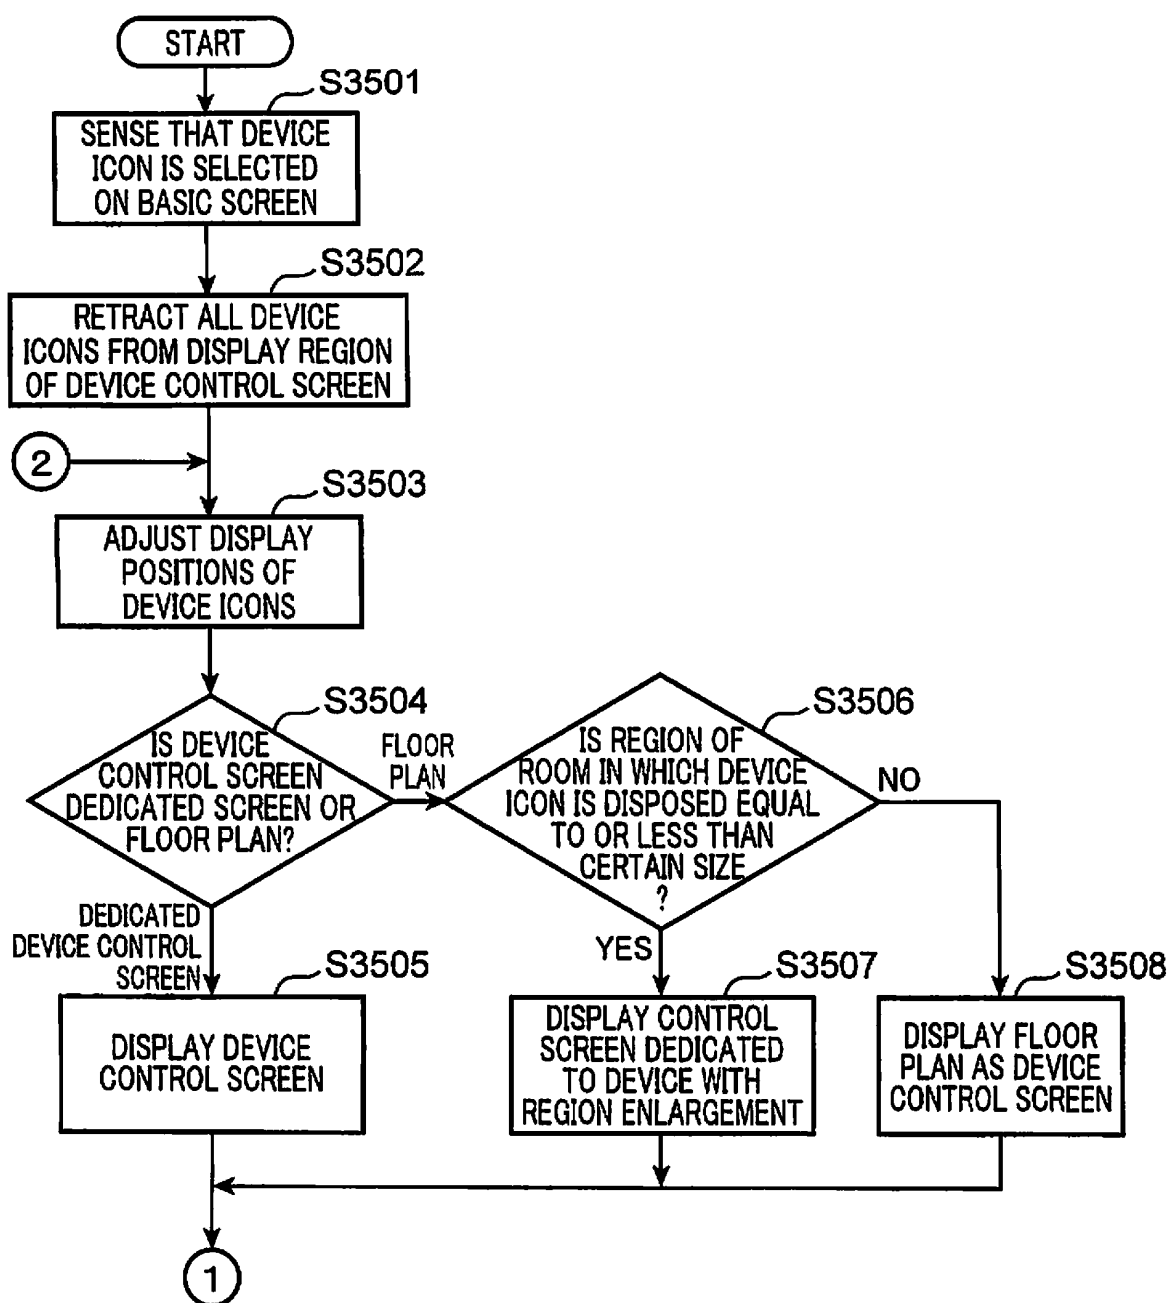 START
S3501
SENSE THAT DEVICE
ICON IS SELECTED
ON BASIC SCREEN
S3502
RETRACT ALL DEVICE
ICONS FROM DISPLAY REGION
OF DEVICE CONTROL SCREEN
2
S3503
ADJUST DISPLAY
POSITIONS OF
DEVICE ICONS
S3504
IS DEVICE
CONTROL SCREEN
DEDICATED SCREEN OR
FLOOR PLAN?
FLOOR
PLAN
S3506
IS REGION OF
ROOM IN WHICH DEVICE
ICON IS DISPOSED EQUAL
TO OR LESS THAN
CERTAIN SIZE
?
NO
DEDICATED
DEVICE CONTROL
SCREEN
YES
S3505
DISPLAY DEVICE
CONTROL SCREEN
S3507
DISPLAY CONTROL
SCREEN DEDICATED
TO DEVICE WITH
REGION ENLARGEMENT
S3508
DISPLAY FLOOR
PLAN AS DEVICE
CONTROL SCREEN
1